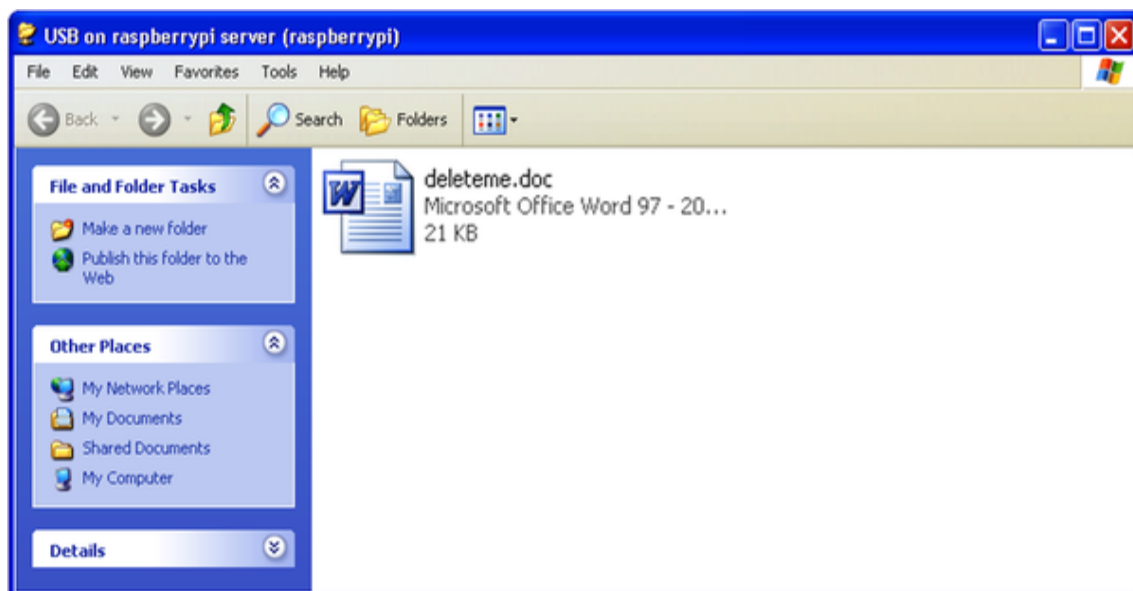 USB on raspberrypi server (raspberrypi)
File Edit View Favorites Tools Help
Back Search Folders
File and Folder Tasks
Make a new folder
Publish this folder to the
Web
Other Places
My Network Places
My Documents
Shared Documents
My Computer
Details
deleteme.doc
Microsoft Office Word 97 - 20...
21 KB